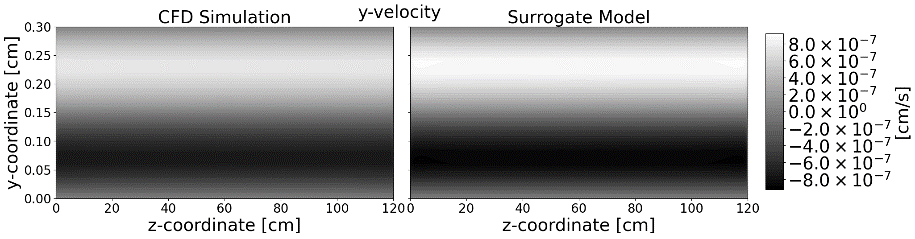 y-velocity
CFD Simulation
Surrogate Model
y-coordinate [cm]
0.30
0.25
0.20
0.15
0.10
0.05
0.00
0 20 40 60 80 100 120
z-coordinate [cm]
0 20 40 60 80 100 120
z-coordinate [cm]
8.0 × 10⁻⁷
6.0 × 10⁻⁷
4.0 × 10⁻⁷
2.0 × 10⁻⁷
0.0 × 10⁰
−2.0 × 10⁻⁷
−4.0 × 10⁻⁷
−6.0 × 10⁻⁷
−8.0 × 10⁻⁷
[cm/s]